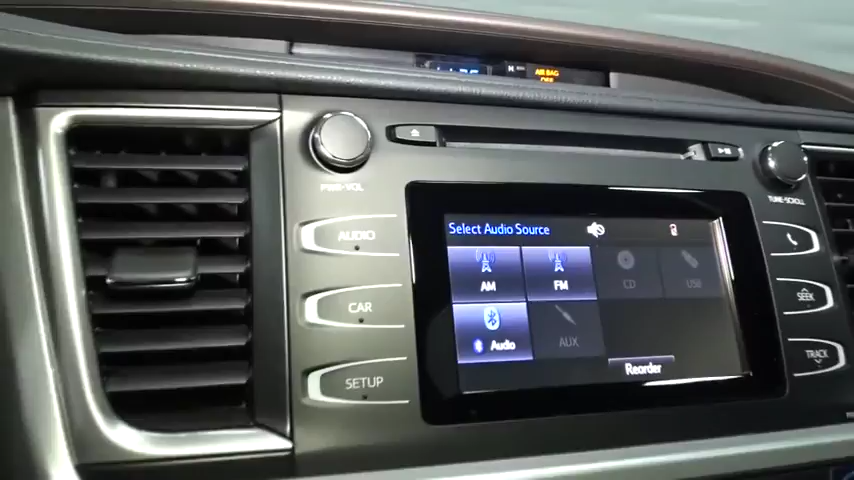 AIR BAG
OFF
PWR·VOL
TUNE·SCROLL
AUDIO
CAR
SETUP
SEEK
TRACK
Select Audio Source
AM
FM
CD
USB
Audio
AUX
Reorder